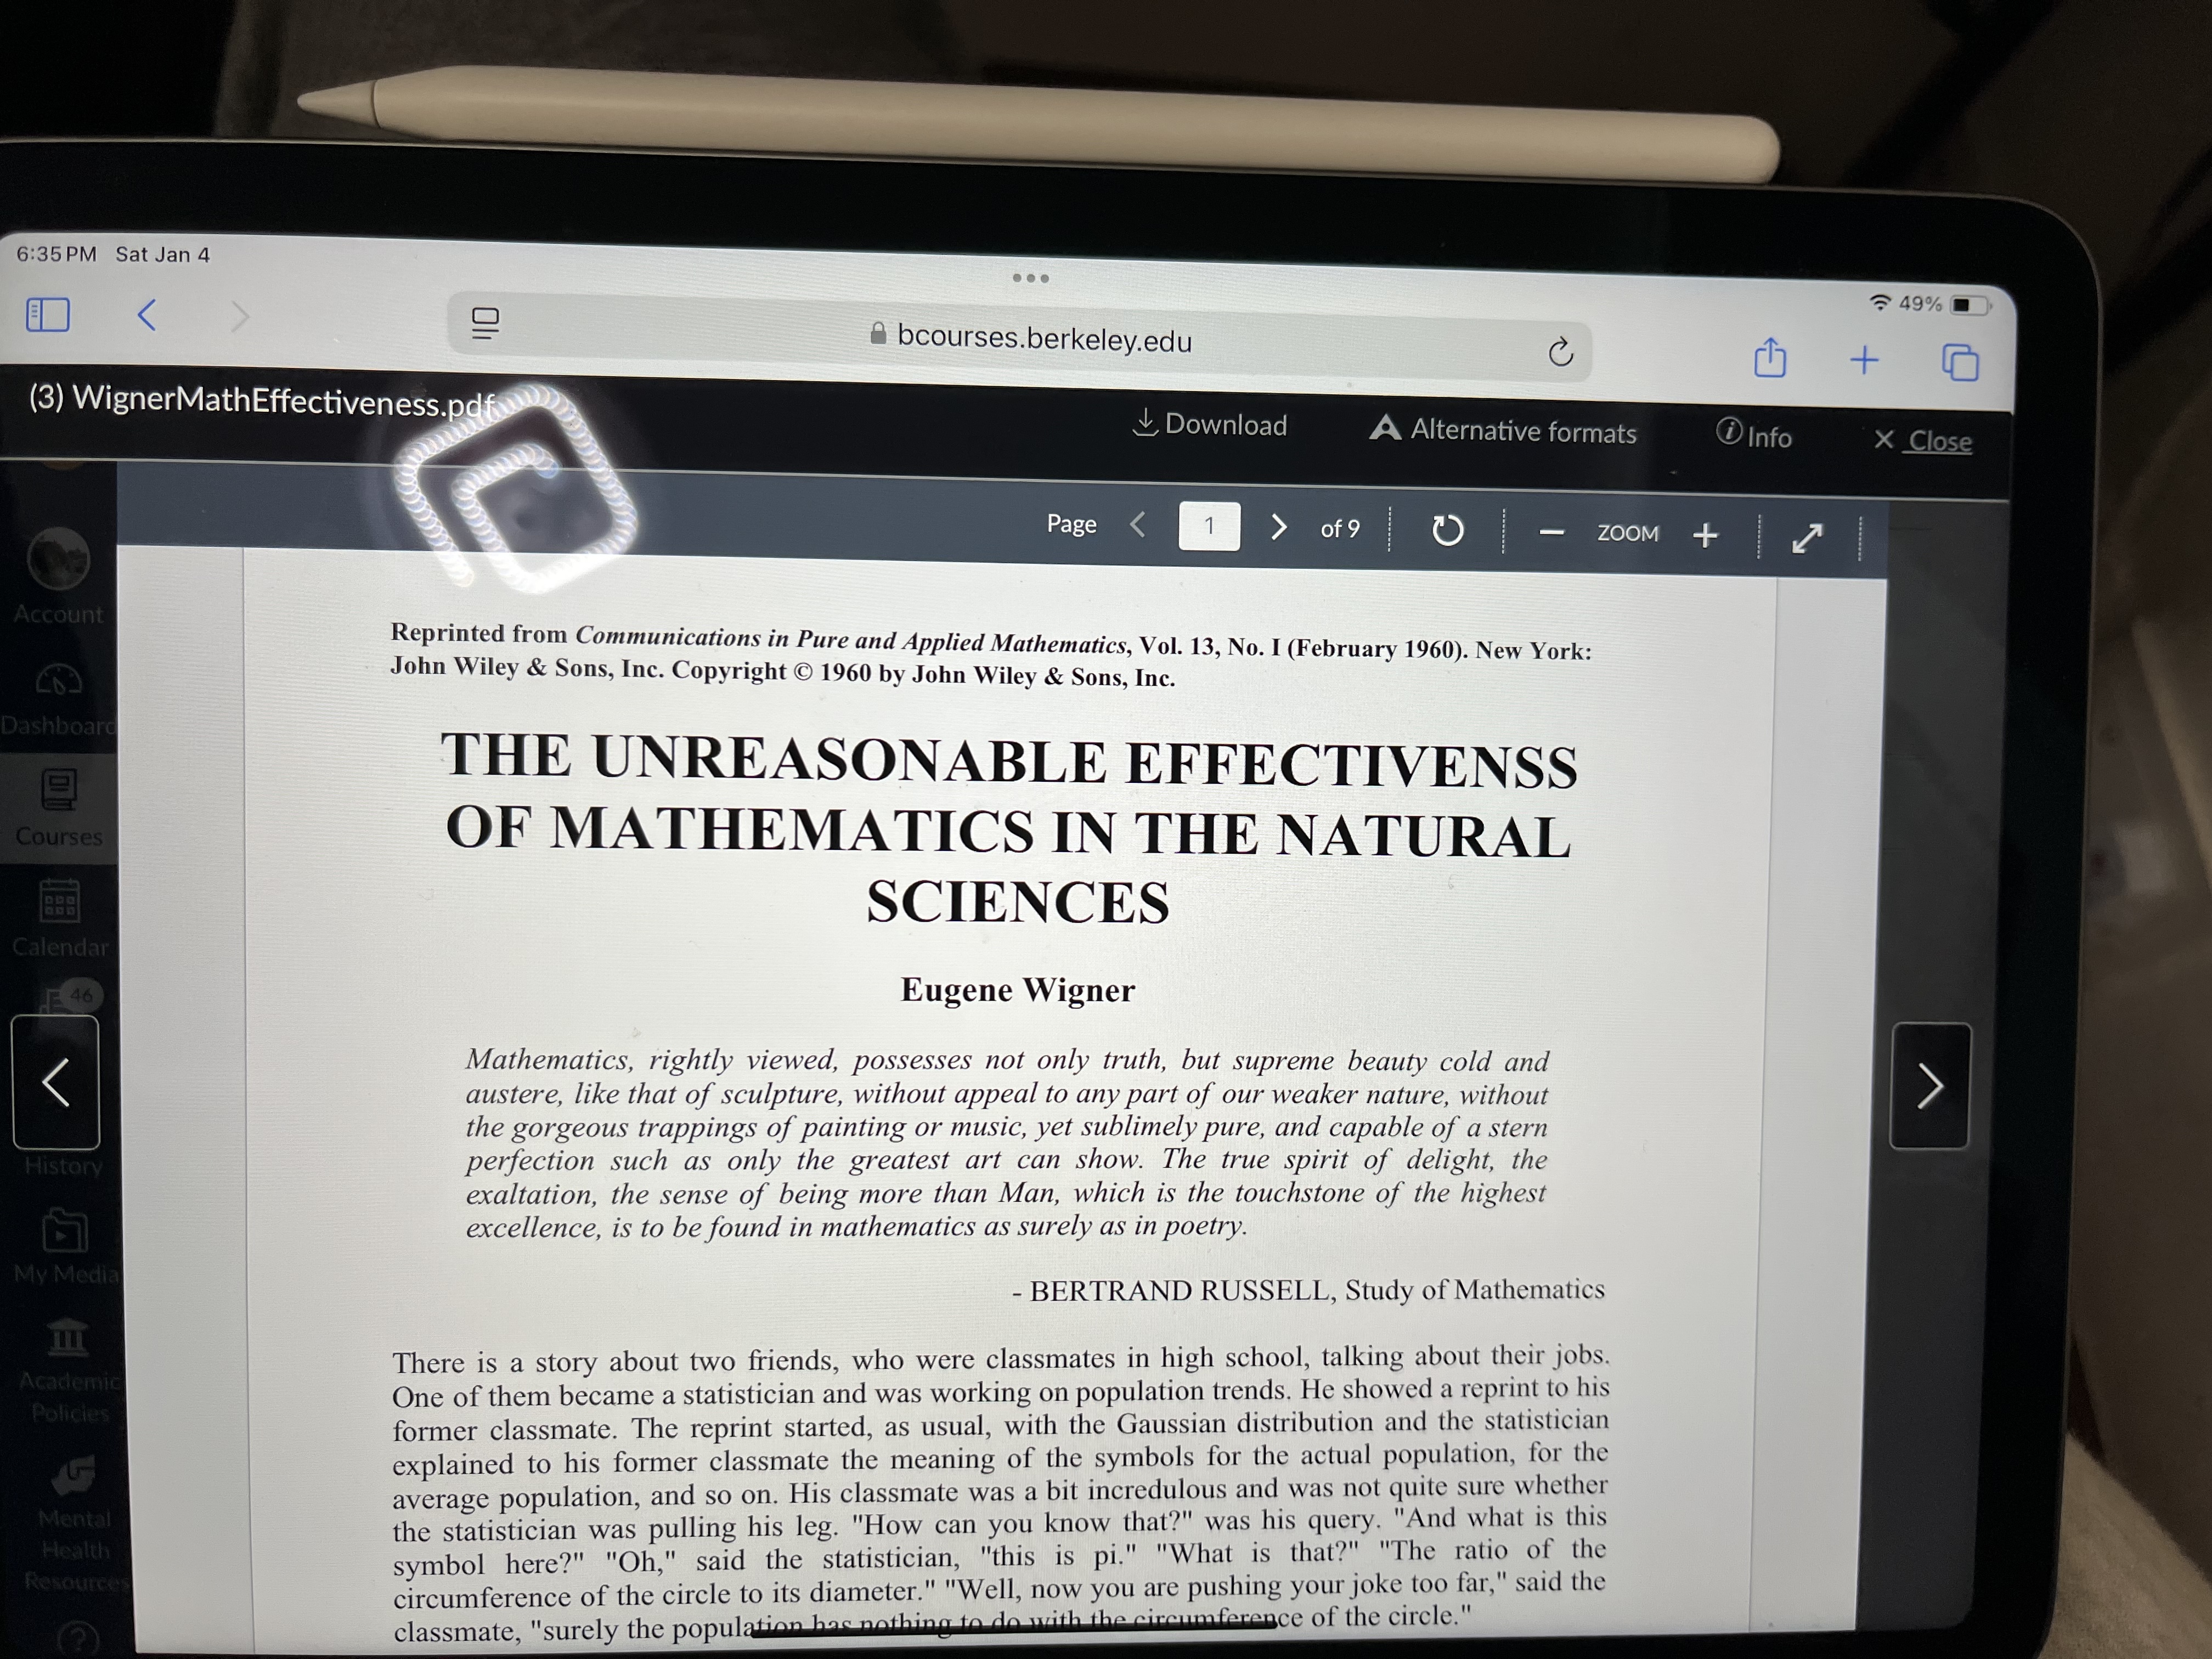 6:35 PM Sat Jan 4
49%
bcourses.berkeley.edu
(3) WignerMathEffectiveness.pdf
Download
Alternative formats
Info
Close
Page
1
of 9
ZOOM
Account
Dashboard
Courses
Calendar
46
History
My Media
Academic
Policies
Mental
Health
Resources
Reprinted from Communications in Pure and Applied Mathematics, Vol. 13, No. I (February 1960). New York:
John Wiley & Sons, Inc. Copyright © 1960 by John Wiley & Sons, Inc.
THE UNREASONABLE EFFECTIVENSS
OF MATHEMATICS IN THE NATURAL
SCIENCES
Eugene Wigner
Mathematics, rightly viewed, possesses not only truth, but supreme beauty cold and
austere, like that of sculpture, without appeal to any part of our weaker nature, without
the gorgeous trappings of painting or music, yet sublimely pure, and capable of a stern
perfection such as only the greatest art can show. The true spirit of delight, the
exaltation, the sense of being more than Man, which is the touchstone of the highest
excellence, is to be found in mathematics as surely as in poetry.
- BERTRAND RUSSELL, Study of Mathematics
There is a story about two friends, who were classmates in high school, talking about their jobs.
One of them became a statistician and was working on population trends. He showed a reprint to his
former classmate. The reprint started, as usual, with the Gaussian distribution and the statistician
explained to his former classmate the meaning of the symbols for the actual population, for the
average population, and so on. His classmate was a bit incredulous and was not quite sure whether
the statistician was pulling his leg. "How can you know that?" was his query. "And what is this
symbol here?" "Oh," said the statistician, "this is pi." "What is that?" "The ratio of the
circumference of the circle to its diameter." "Well, now you are pushing your joke too far," said the
classmate, "surely the population has nothing to do with the circumference of the circle."